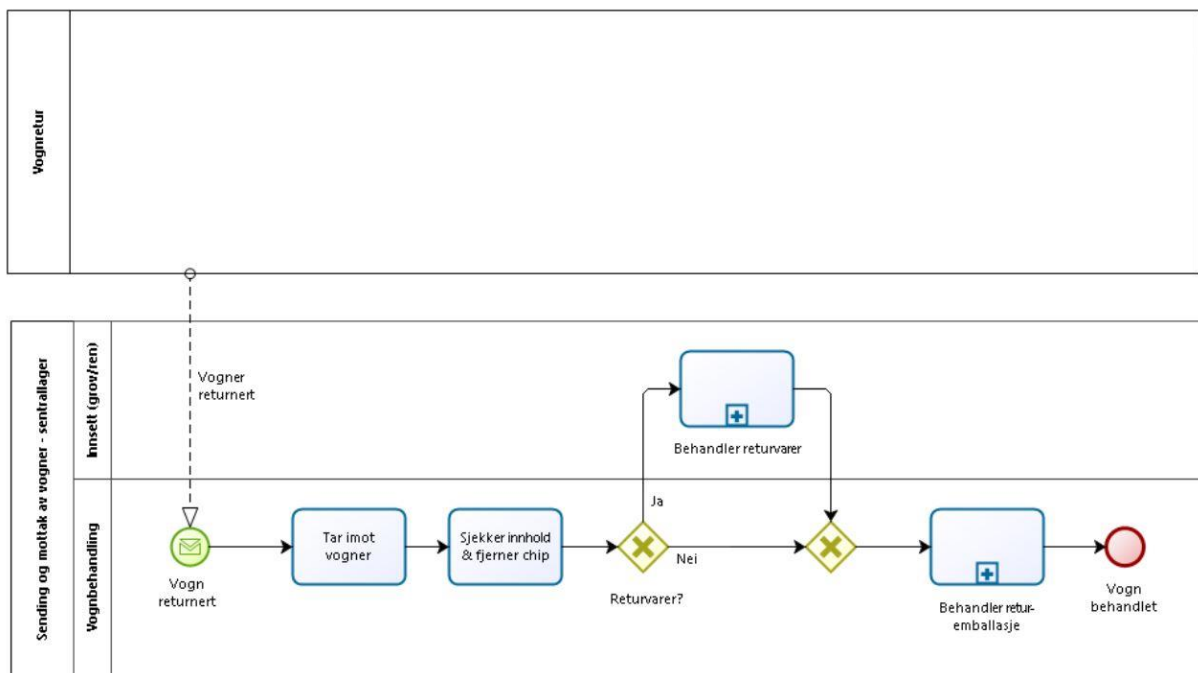 Vognretur
Sending og mottak av vogner - sentrallager
Innsett (grov/ren)
Vognbehandling
Vogner
returnert
Behandler returvarer
Ja
Vogn
returnert
Tar imot
vogner
Sjekker innhold
& fjerner chip
Nei
Returvarer?
Behandler retur-
emballasje
Vogn
behandlet